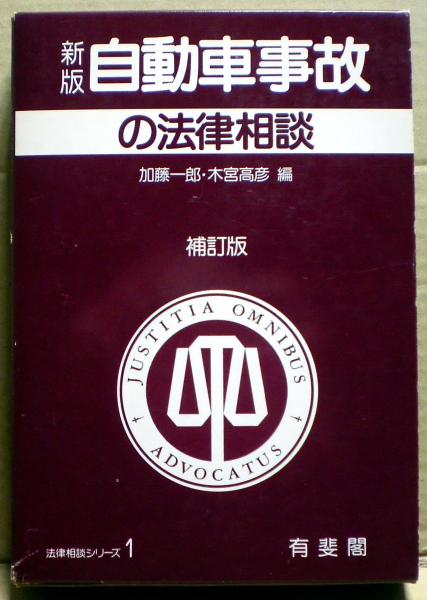 新版 自動車事故
の法律相談
加藤一郎・木宮高彦 編
補訂版
† JUSTITIA OMNIBUS †
ADVOCATUS
法律相談シリーズ 1
有斐閣